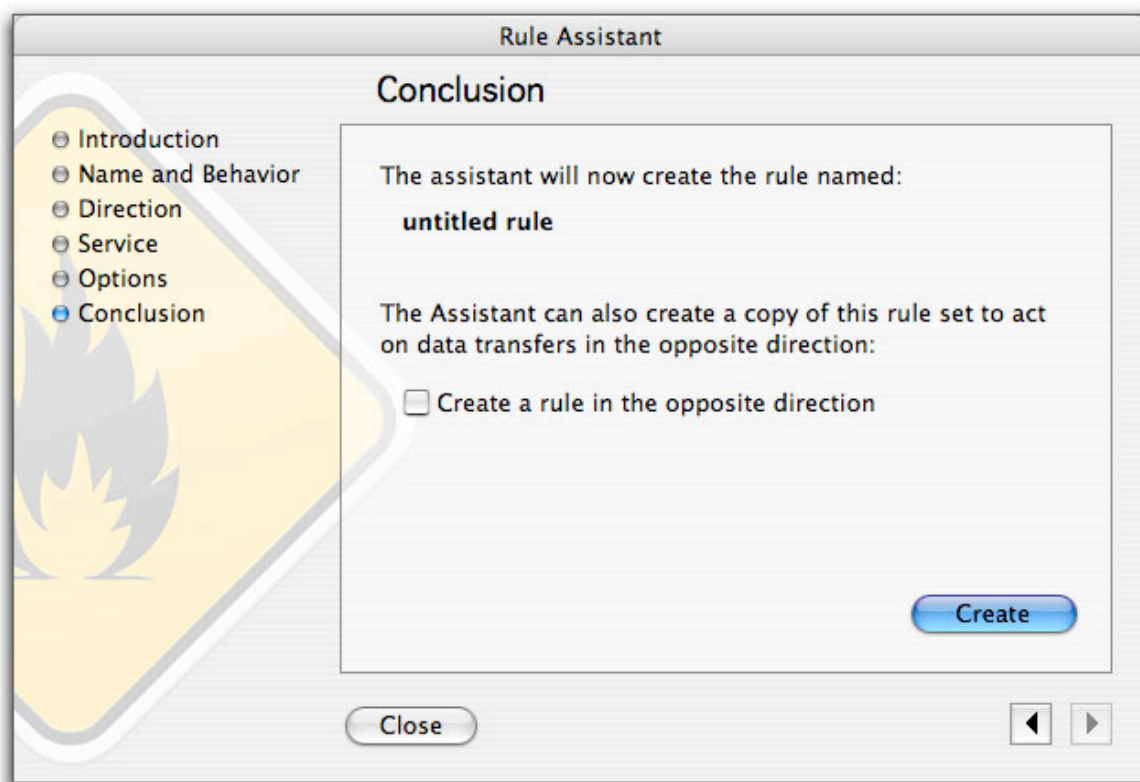 Rule Assistant
Conclusion
Introduction
Name and Behavior
Direction
Service
Options
Conclusion
The assistant will now create the rule named:
untitled rule
The Assistant can also create a copy of this rule set to act
on data transfers in the opposite direction:
Create a rule in the opposite direction
Create
Close